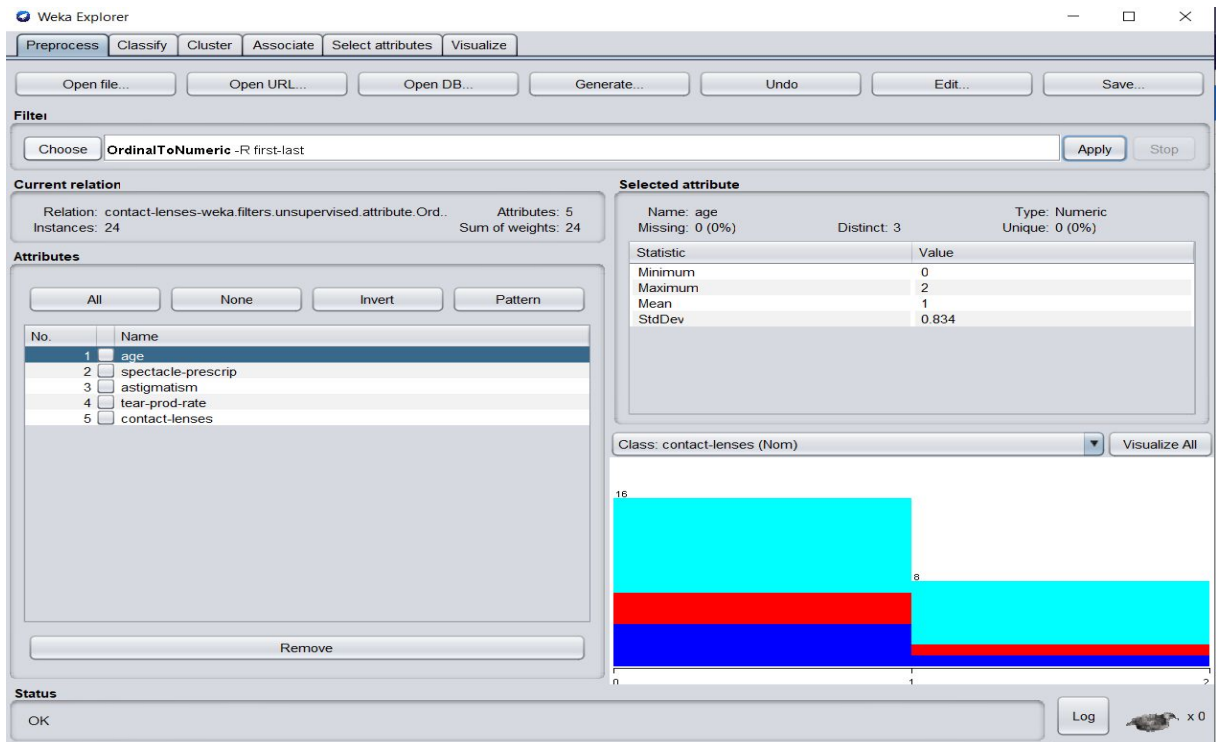 Weka Explorer
Preprocess Classify Cluster Associate Select attributes Visualize
Open file... Open URL... Open DB... Generate... Undo Edit... Save...
Filter
Choose OrdinalToNumeric -R first-last Apply Stop
Current relation
Relation: contact-lenses-weka.filters.unsupervised.attribute.Ord.. Attributes: 5
Instances: 24 Sum of weights: 24
Attributes
All None Invert Pattern
No. Name
1 age
2 spectacle-prescrip
3 astigmatism
4 tear-prod-rate
5 contact-lenses
Remove
Selected attribute
Name: age Type: Numeric
Missing: 0 (0%) Distinct: 3 Unique: 0 (0%)
Statistic Value
Minimum 0
Maximum 2
Mean 1
StdDev 0.834
Class: contact-lenses (Nom) Visualize All
16
8
0 1 2
Status
OK Log x 0